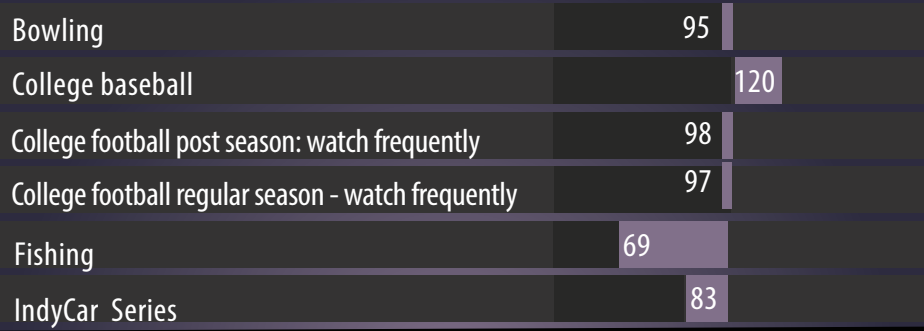 Bowling 95
College baseball 120
College football post season: watch frequently 98
College football regular season - watch frequently 97
Fishing 69
IndyCar Series 83